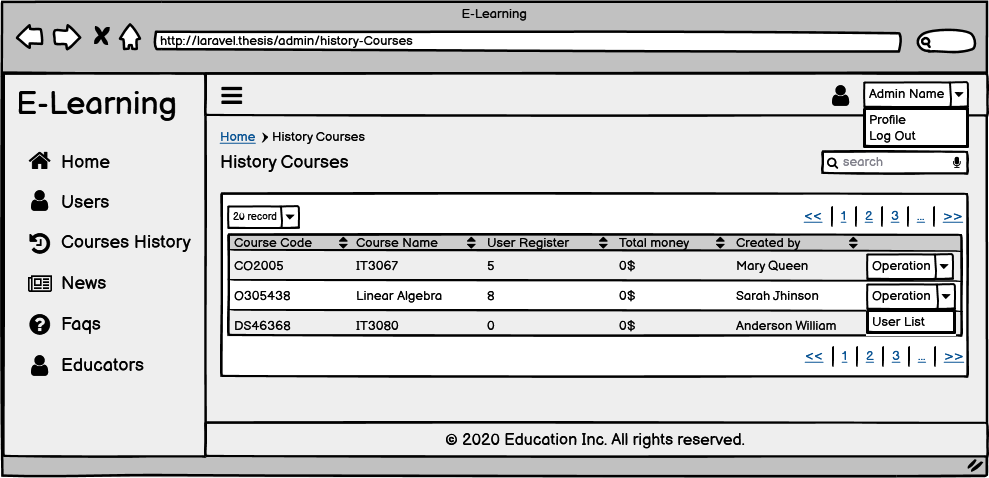 E-Learning
http://laravel.thesis/admin/history-Courses
E-Learning
Home
Users
Courses History
News
Faqs
Educators
Admin Name
Profile
Log Out
Home History Courses
History Courses
search
20 record
<< 1 2 3 ... >>
Course Code Course Name User Register Total money Created by
CO2005 IT3067 5 0$ Mary Queen Operation
O305438 Linear Algebra 8 0$ Sarah Jhinson Operation
User List
DS46368 IT3080 0 0$ Anderson William
<< 1 2 3 ... >>
© 2020 Education Inc. All rights reserved.